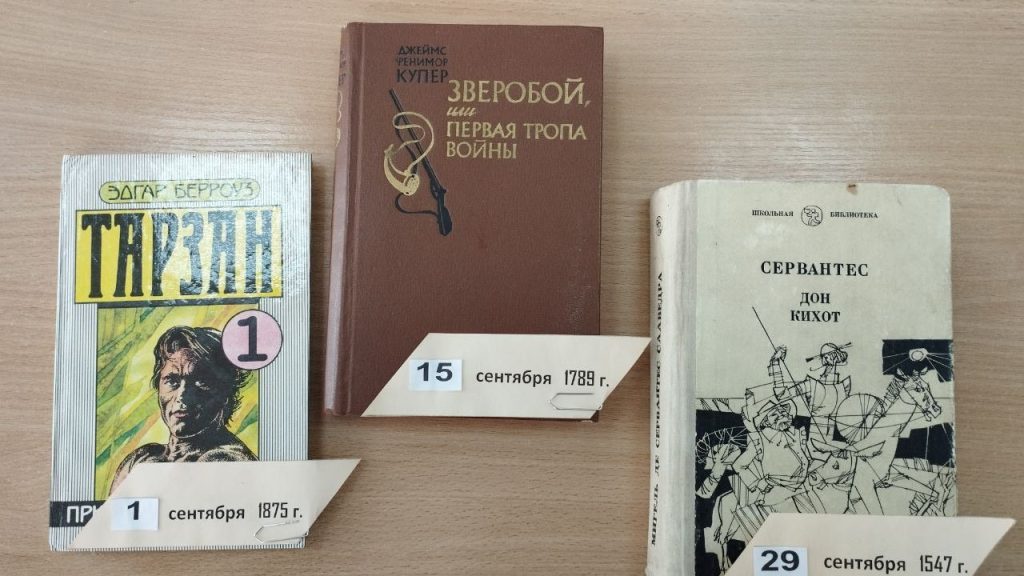 ЭДГАР БЕРРОУЗ
ТАРЗАН
1
1 сентября 1875 г.
ДЖЕЙМС
ФЕНИМОР
КУПЕР
ЗВЕРОБОЙ,
или
ПЕРВАЯ ТРОПА
ВОЙНЫ
15 сентября 1789 г.
ШКОЛЬНАЯ БИБЛИОТЕКА
СЕРВАНТЕС
ДОН
КИХОТ
МИГЕЛЬ ДЕ СЕРВАНТЕС СААВЕДРА
29 сентября 1547 г.